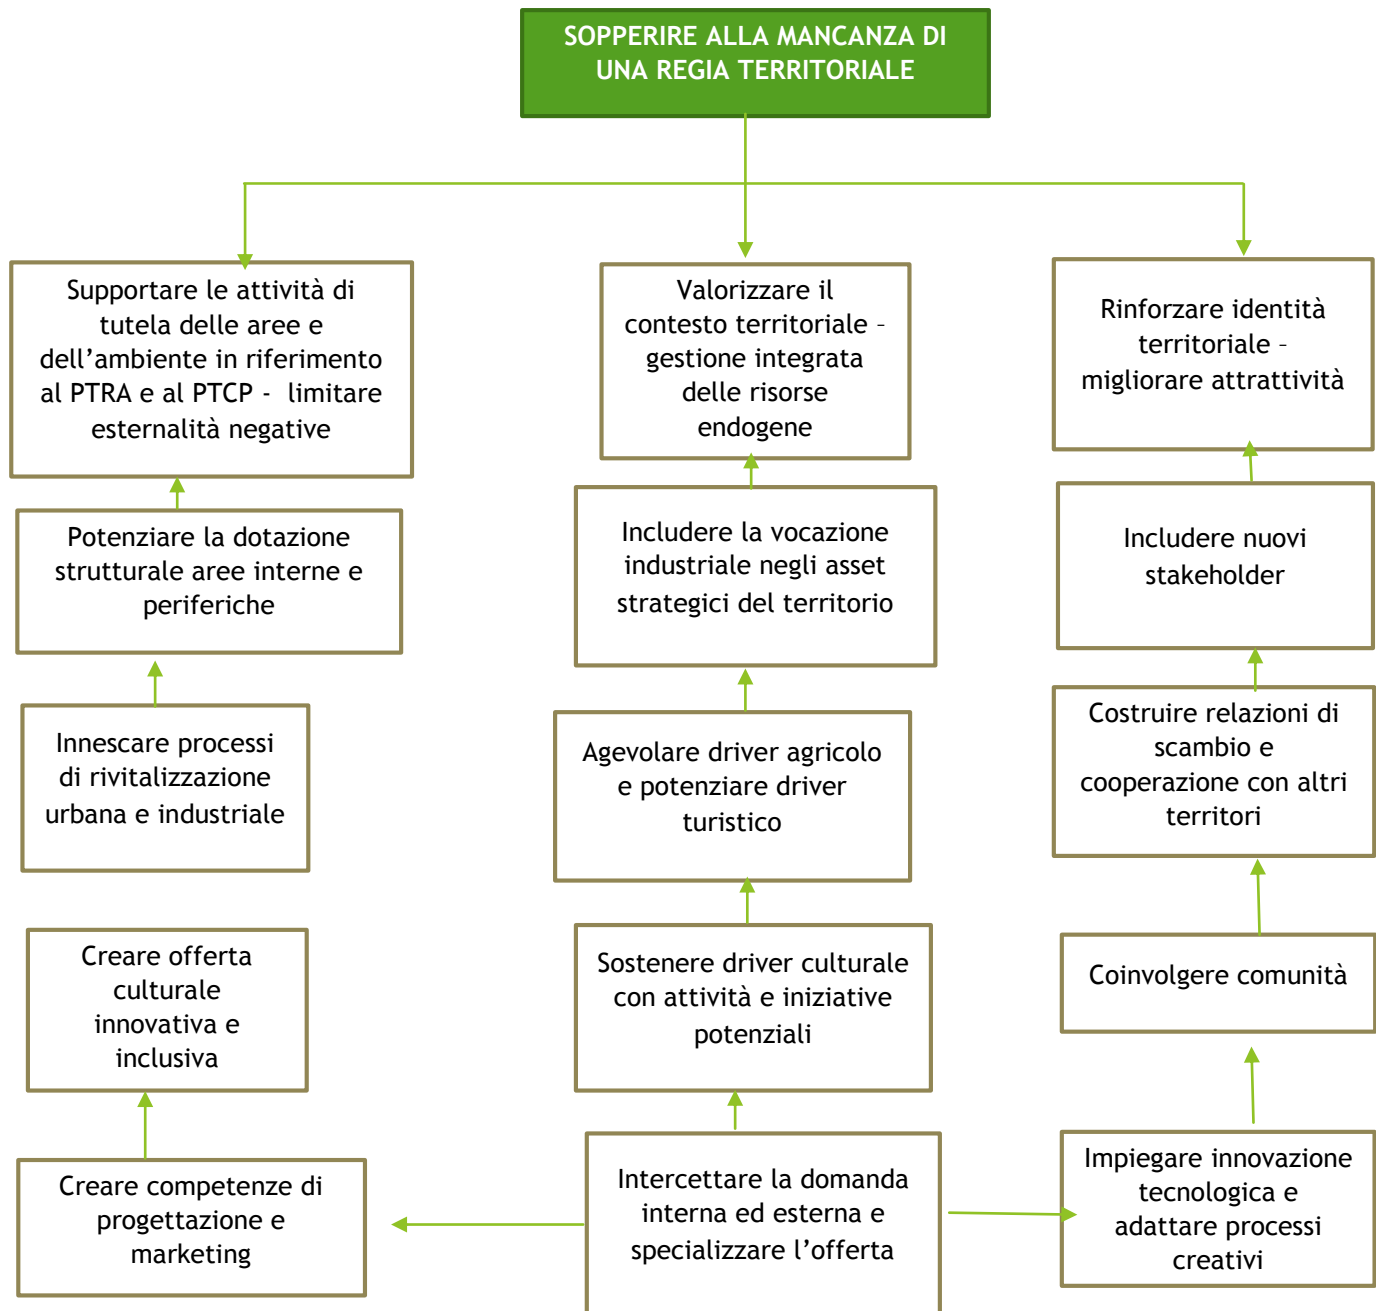 SOPPERIRE ALLA MANCANZA DI
UNA REGIA TERRITORIALE
Supportare le attività di
tutela delle aree e
dell’ambiente in riferimento
al PTRA e al PTCP - limitare
esternalità negative
Valorizzare il
contesto territoriale –
gestione integrata
delle risorse
endogene
Rinforzare identità
territoriale –
migliorare attrattività
Potenziare la dotazione
strutturale aree interne e
periferiche
Includere la vocazione
industriale negli asset
strategici del territorio
Includere nuovi
stakeholder
Innescare processi
di rivitalizzazione
urbana e industriale
Agevolare driver agricolo
e potenziare driver
turistico
Costruire relazioni di
scambio e
cooperazione con altri
territori
Creare offerta
culturale
innovativa e
inclusiva
Sostenere driver culturale
con attività e iniziative
potenziali
Coinvolgere comunità
Creare competenze di
progettazione e
marketing
Intercettare la domanda
interna ed esterna e
specializzare l’offerta
Impiegare innovazione
tecnologica e
adattare processi
creativi